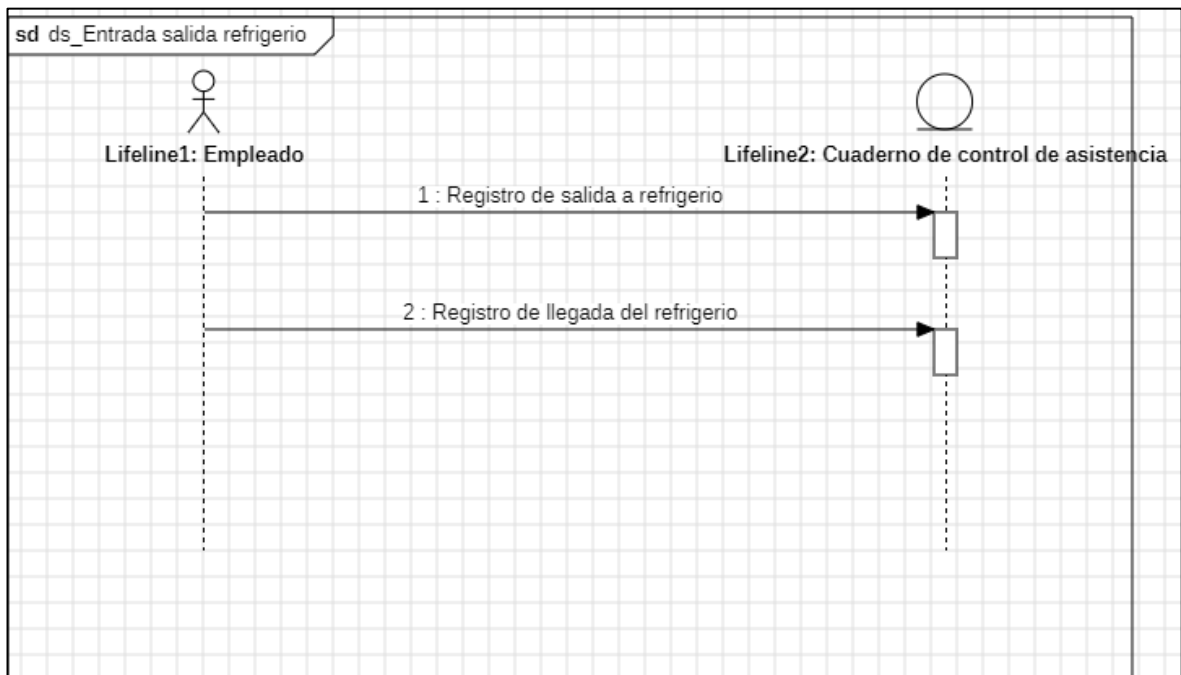 sd ds_Entrada salida refrigerio
Lifeline1: Empleado
Lifeline2: Cuaderno de control de asistencia
1 : Registro de salida a refrigerio
2 : Registro de llegada del refrigerio